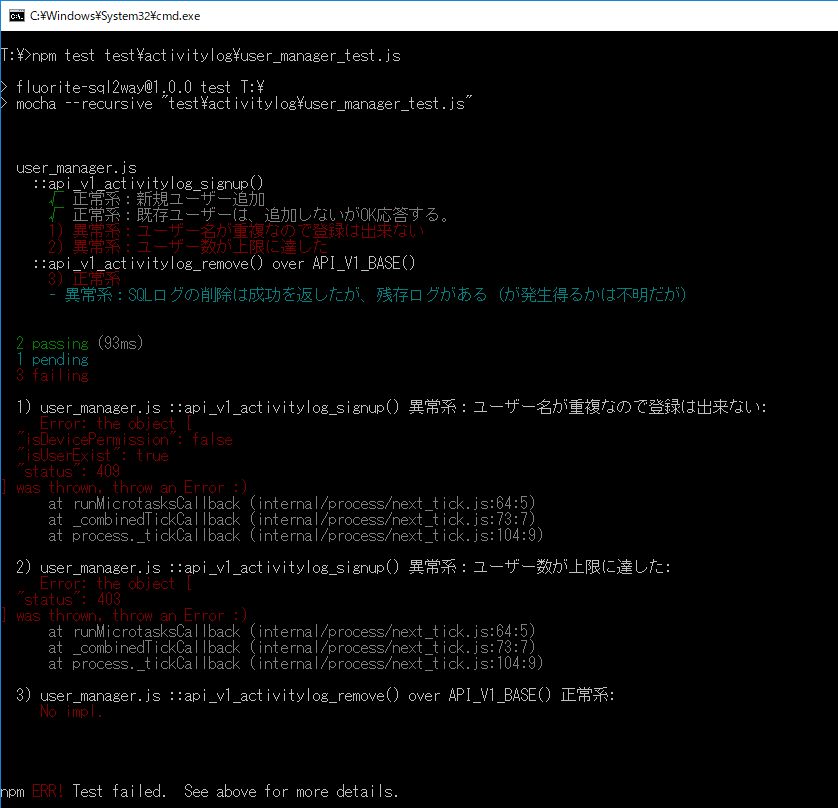 C:¥Windows¥System32¥cmd.exe
T:¥>npm test test¥activitylog¥user_manager_test.js
> fluorite-sql2way@1.0.0 test T:¥
> mocha --recursive "test¥activitylog¥user_manager_test.js"
user_manager.js
::api_v1_activitylog_signup()
√ 正常系：新規ユーザー追加
√ 正常系：既存ユーザーは、追加しないがOK応答する。
1) 異常系：ユーザー名が重複なので登録は出来ない
2) 異常系：ユーザー数が上限に達した
::api_v1_activitylog_remove() over API_V1_BASE()
3) 正常系
- 異常系：SQLログの削除は成功を返したが、残存ログがある（が発生得るかは不明だが）
2 passing (93ms)
1 pending
3 failing
1) user_manager.js ::api_v1_activitylog_signup() 異常系：ユーザー名が重複なので登録は出来ない:
Error: the object {
"isDevicePermission": false
"isUserExist": true
"status": 409
} was thrown, throw an Error :)
at runMicrotasksCallback (internal/process/next_tick.js:64:5)
at _combinedTickCallback (internal/process/next_tick.js:73:7)
at process._tickCallback (internal/process/next_tick.js:104:9)
2) user_manager.js ::api_v1_activitylog_signup() 異常系：ユーザー数が上限に達した:
Error: the object {
"status": 403
} was thrown, throw an Error :)
at runMicrotasksCallback (internal/process/next_tick.js:64:5)
at _combinedTickCallback (internal/process/next_tick.js:73:7)
at process._tickCallback (internal/process/next_tick.js:104:9)
3) user_manager.js ::api_v1_activitylog_remove() over API_V1_BASE() 正常系:
No impl.
npm ERR! Test failed.  See above for more details.